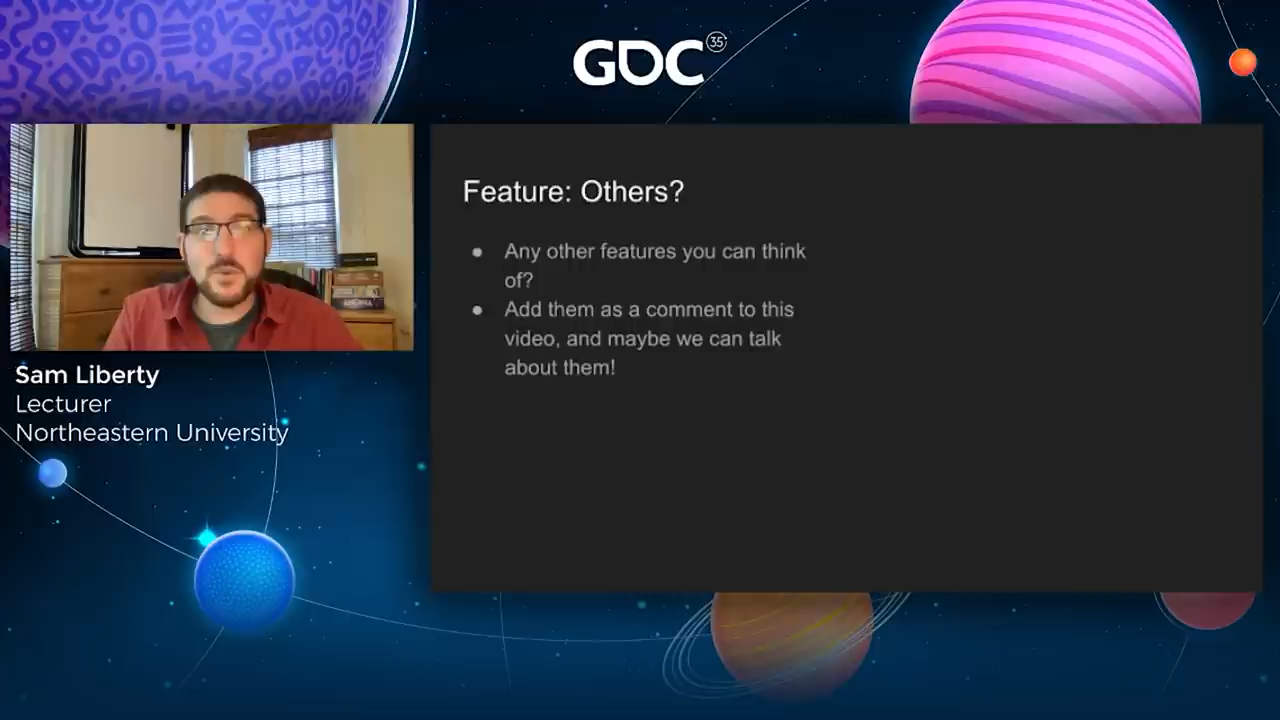 GDC 35
Feature: Others?
● Any other features you can think
of?
● Add them as a comment to this
video, and maybe we can talk
about them!
Sam Liberty
Lecturer
Northeastern University